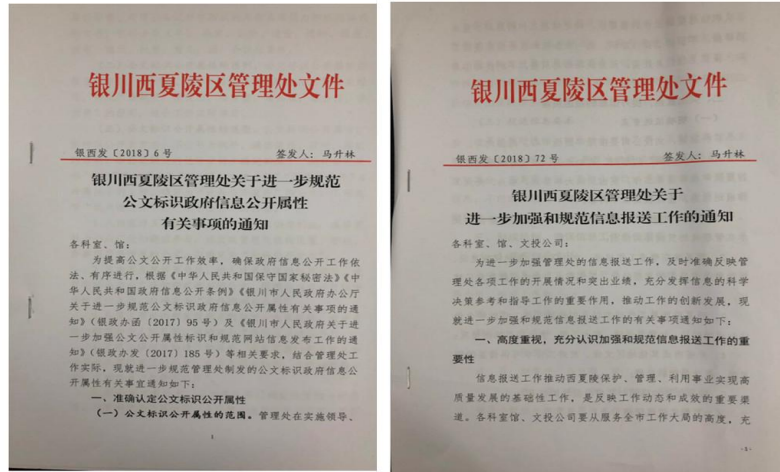 银川西夏陵区管理处文件
银西发〔2018〕6号 签发人：马升林
银川西夏陵区管理处关于进一步规范
公文标识政府信息公开属性
有关事项的通知
各科室、馆：
为提高公文公开工作效率，确保政府信息公开工作依
法、有序进行，根据《中华人民共和国保守国家秘密法》《中
华人民共和国政府信息公开条例》《银川市人民政府办公厅
关于进一步规范公文标识政府信息公开属性有关事项的通
知》（银政办函〔2017〕95号）及《银川市人民政府关于进
一步加强公文公开属性标识和规范网站信息发布工作的通
知》（银政办发〔2017〕185号）等相关要求，结合管理处工
作实际，现就进一步规范管理处制发的公文标识政府信息公
开属性有关事宜通知如下：
一、准确认定公文标识公开属性
（一）公文标识公开属性的范围。管理处在实施领导、
1
银川西夏陵区管理处文件
银西发〔2018〕72号 签发人：马升林
银川西夏陵区管理处关于
进一步加强和规范信息报送工作的通知
各科室、馆、文投公司：
为进一步加强管理处的信息报送工作，及时准确反映管
理处各项工作的开展情况和突出业绩，充分发挥信息的科学
决策参考和指导工作的重要作用，推动工作的创新发展，现
就进一步加强和规范信息报送工作的有关事项通知如下：
一、高度重视，充分认识加强和规范信息报送工作的重
要性
信息报送工作推动西夏陵保护、管理、利用事业实现高
质量发展的基础性工作，是反映工作动态和成效的重要渠
道。各科室馆、文投公司要从服务全市工作大局的高度，充
-1-